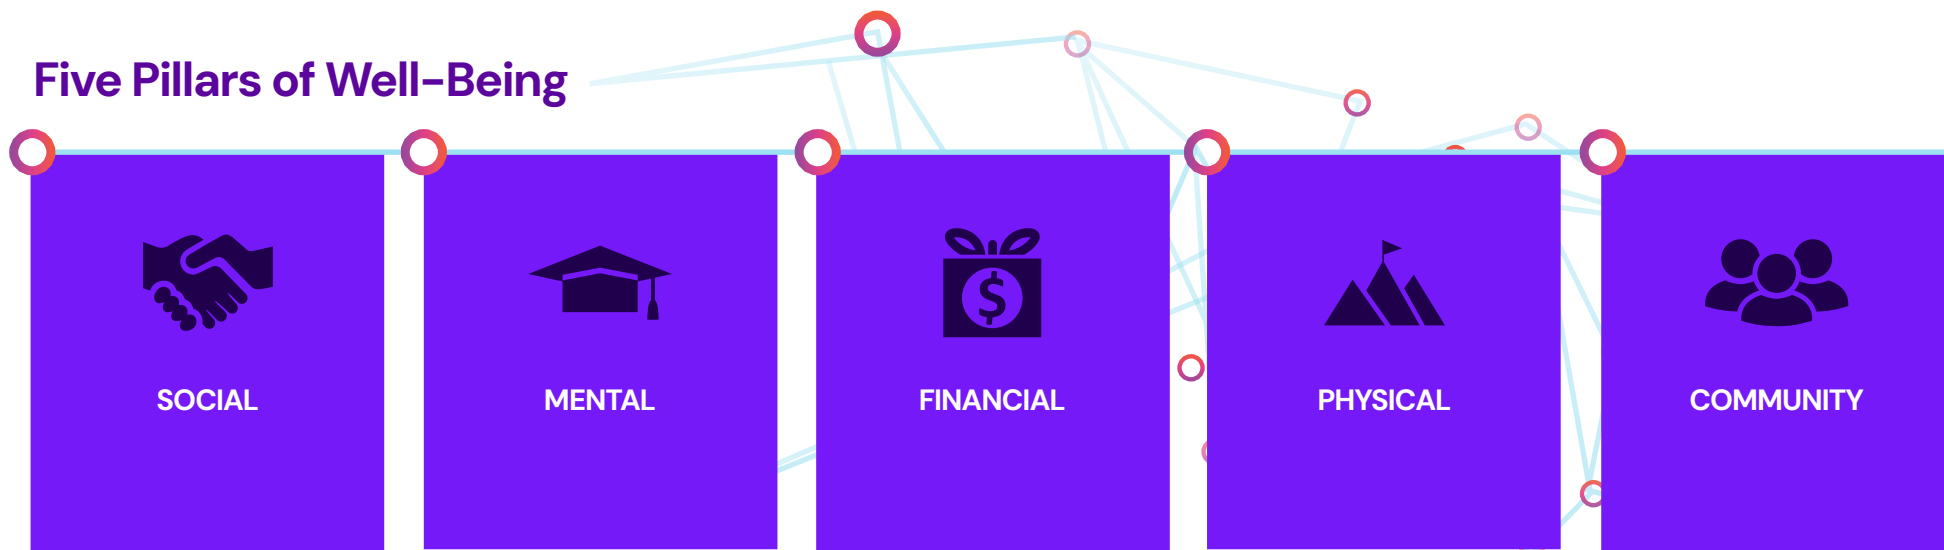 Five Pillars of Well-Being
SOCIAL
MENTAL
FINANCIAL
$
PHYSICAL
COMMUNITY